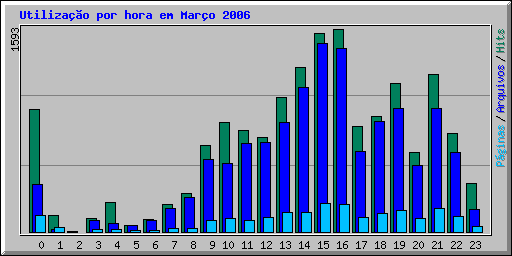 Utilização por hora em Março 2006
1593
Páginas / Arquivos / Hits
0 1 2 3 4 5 6 7 8 9 10 11 12 13 14 15 16 17 18 19 20 21 22 23